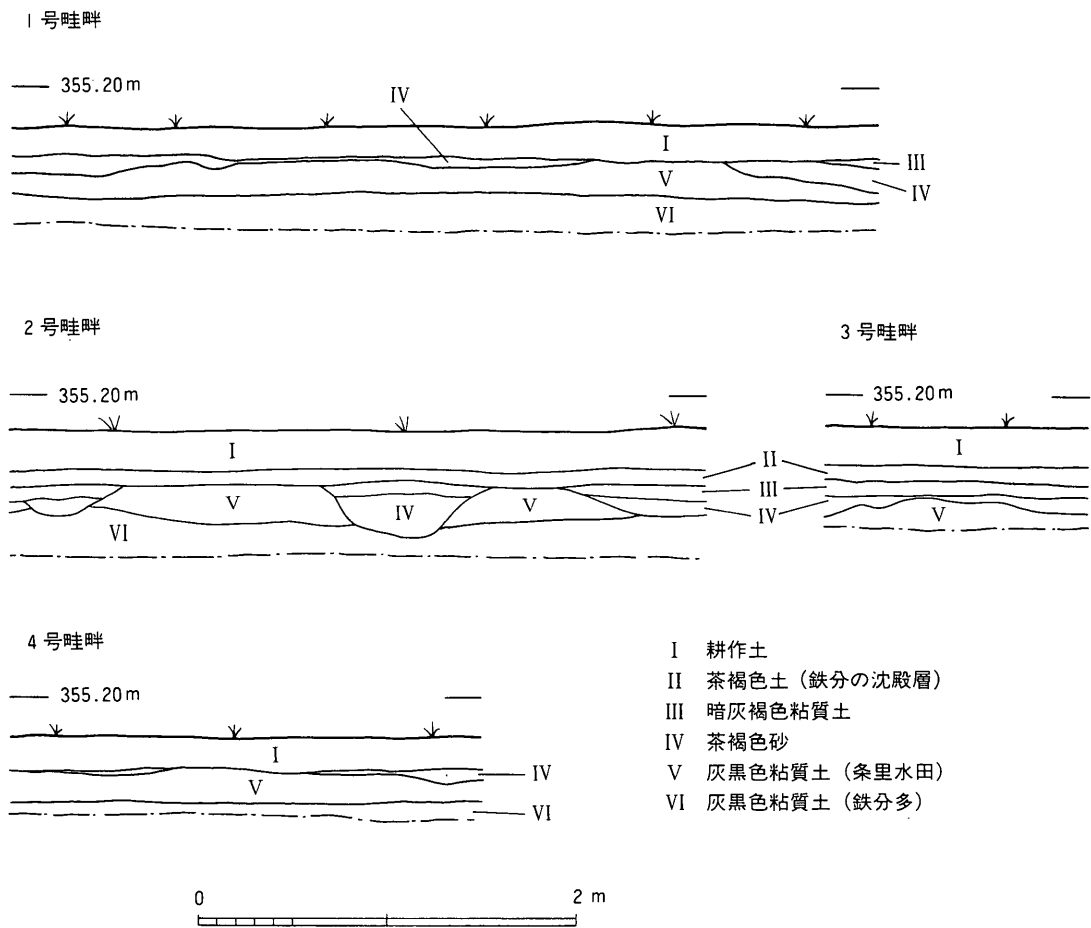 1号畦畔
355.20m
IV
I
III
V
IV
VI
2号畦畔
355.20m
I
II
III
V
IV
V
IV
VI
3号畦畔
355.20m
I
V
4号畦畔
355.20m
I
IV
V
VI
I 耕作土
II 茶褐色土（鉄分の沈殿層）
III 暗灰褐色粘質土
IV 茶褐色砂
V 灰黒色粘質土（条里水田）
VI 灰黒色粘質土（鉄分多）
0 2m